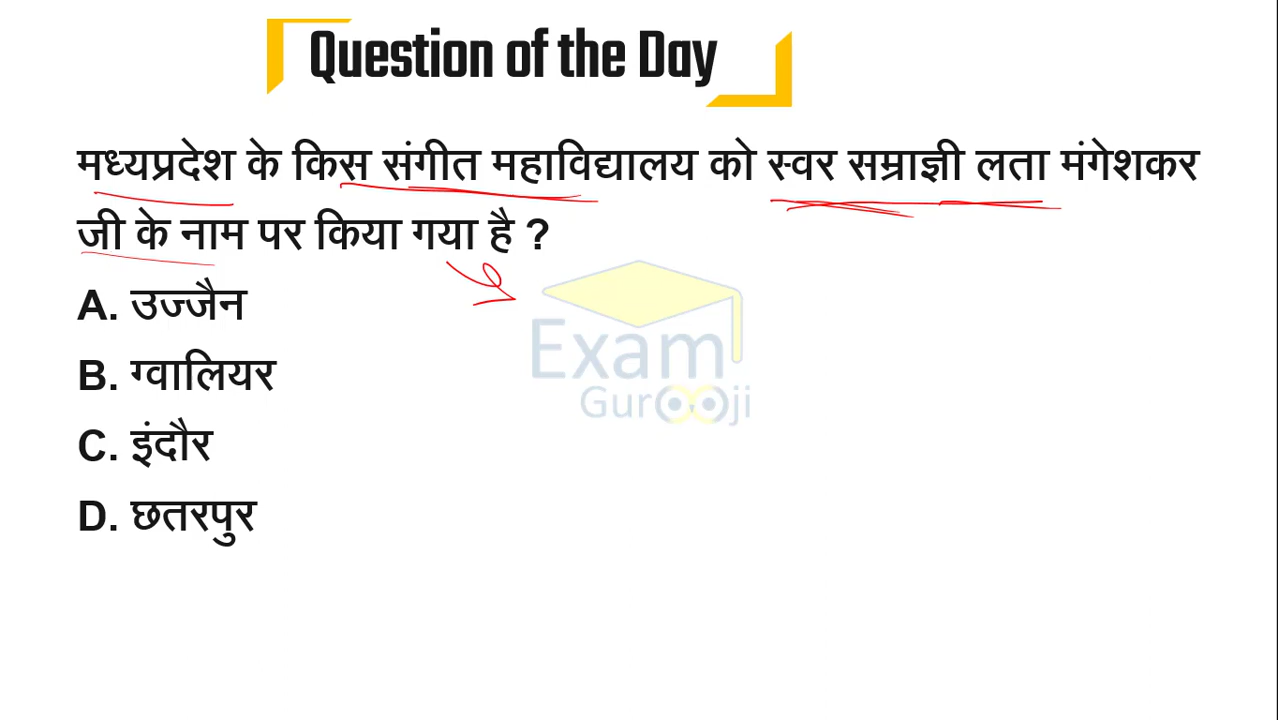 Question of the Day
मध्यप्रदेश के किस संगीत महाविद्यालय को स्वर सम्राज्ञी लता मंगेशकर
जी के नाम पर किया गया है ?
A. उज्जैन
Exam
Gurooji
B. ग्वालियर
C. इंदौर
D. छतरपुर